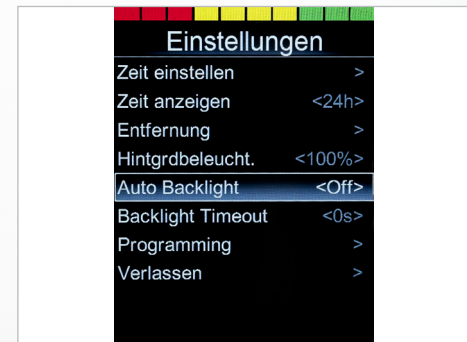 Einstellungen
Zeit einstellen >
Zeit anzeigen <24h>
Entfernung >
Hintgrdbeleucht. <100%>
Auto Backlight <Off>
Backlight Timeout <0s>
Programming >
Verlassen >